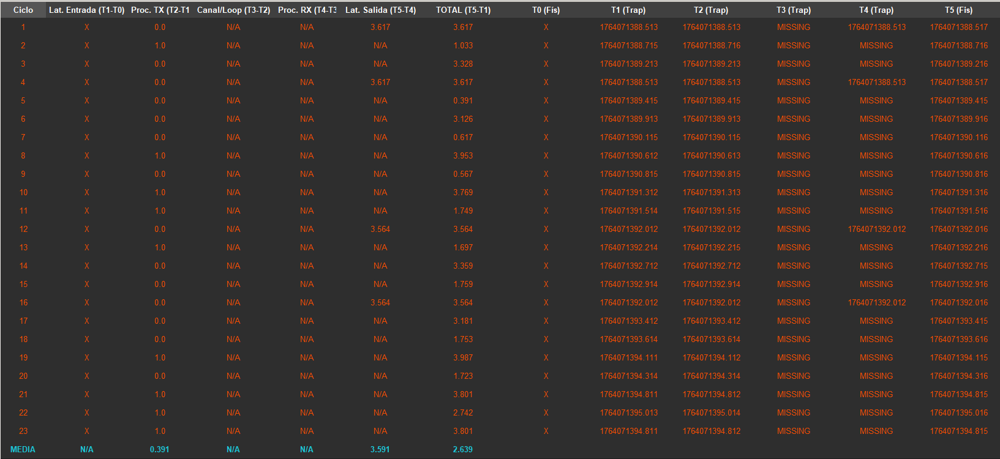 Ciclo Lat. Entrada (T1-T0) Proc. TX (T2-T1 Canal/Loop (T3-T2) Proc. RX (T4-T3 Lat. Salida (T5-T4) TOTAL (T5-T1) T0 (Fís) T1 (Trap) T2 (Trap) T3 (Trap) T4 (Trap) T5 (Fís)
1 X 0.0 N/A N/A 3.617 3.617 X 1764071388.513 1764071388.513 MISSING 1764071388.513 1764071388.517
2 X 1.0 N/A N/A N/A 1.033 X 1764071388.715 1764071388.716 MISSING MISSING 1764071388.716
3 X 0.0 N/A N/A N/A 3.328 X 1764071389.213 1764071389.213 MISSING MISSING 1764071389.216
4 X 0.0 N/A N/A 3.617 3.617 X 1764071388.513 1764071388.513 MISSING 1764071388.513 1764071388.517
5 X 0.0 N/A N/A N/A 0.391 X 1764071389.415 1764071389.415 MISSING MISSING 1764071389.415
6 X 0.0 N/A N/A N/A 3.126 X 1764071389.913 1764071389.913 MISSING MISSING 1764071389.916
7 X 0.0 N/A N/A N/A 0.617 X 1764071390.115 1764071390.115 MISSING MISSING 1764071390.116
8 X 1.0 N/A N/A N/A 3.953 X 1764071390.612 1764071390.613 MISSING MISSING 1764071390.616
9 X 0.0 N/A N/A N/A 0.567 X 1764071390.815 1764071390.815 MISSING MISSING 1764071390.816
10 X 1.0 N/A N/A N/A 3.769 X 1764071391.312 1764071391.313 MISSING MISSING 1764071391.316
11 X 1.0 N/A N/A N/A 1.749 X 1764071391.514 1764071391.515 MISSING MISSING 1764071391.516
12 X 0.0 N/A N/A 3.564 3.564 X 1764071392.012 1764071392.012 MISSING 1764071392.012 1764071392.016
13 X 1.0 N/A N/A N/A 1.697 X 1764071392.214 1764071392.215 MISSING MISSING 1764071392.216
14 X 0.0 N/A N/A N/A 3.359 X 1764071392.712 1764071392.712 MISSING MISSING 1764071392.715
15 X 0.0 N/A N/A N/A 1.759 X 1764071392.914 1764071392.914 MISSING MISSING 1764071392.916
16 X 0.0 N/A N/A 3.564 3.564 X 1764071392.012 1764071392.012 MISSING 1764071392.012 1764071392.016
17 X 0.0 N/A N/A N/A 3.181 X 1764071393.412 1764071393.412 MISSING MISSING 1764071393.415
18 X 0.0 N/A N/A N/A 1.753 X 1764071393.614 1764071393.614 MISSING MISSING 1764071393.616
19 X 1.0 N/A N/A N/A 3.987 X 1764071394.111 1764071394.112 MISSING MISSING 1764071394.115
20 X 0.0 N/A N/A N/A 1.723 X 1764071394.314 1764071394.314 MISSING MISSING 1764071394.316
21 X 1.0 N/A N/A N/A 3.801 X 1764071394.811 1764071394.812 MISSING MISSING 1764071394.815
22 X 1.0 N/A N/A N/A 2.742 X 1764071395.013 1764071395.014 MISSING MISSING 1764071395.016
23 X 1.0 N/A N/A N/A 3.801 X 1764071394.811 1764071394.812 MISSING MISSING 1764071394.815
MEDIA N/A 0.391 N/A N/A 3.591 2.639